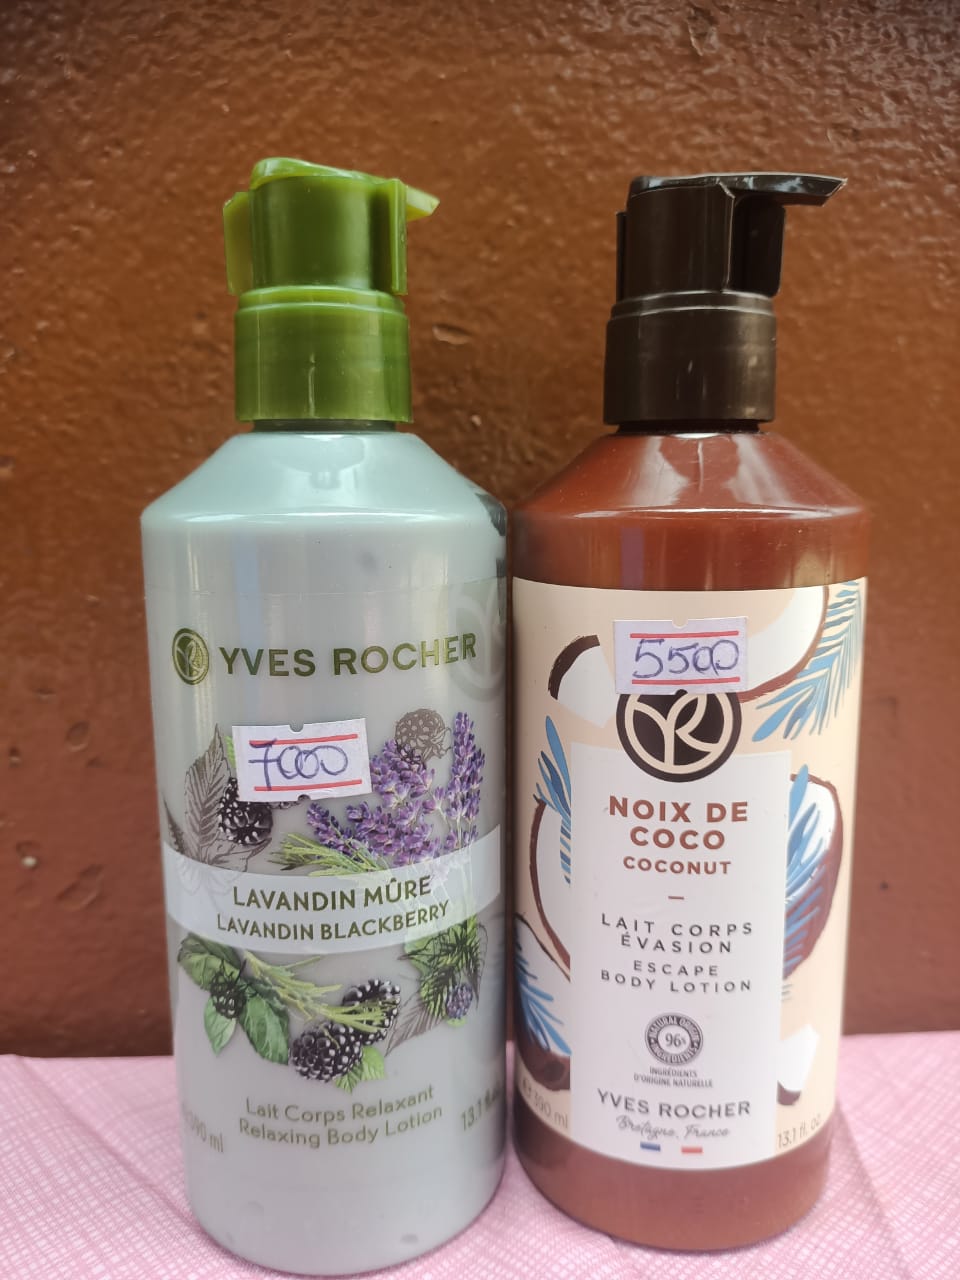 YVES ROCHER
7000
LAVANDIN MÛRE
LAVANDIN BLACKBERRY
Lait Corps Relaxant
Relaxing Body Lotion
390 ml
13.1
5500
NOIX DE
COCO
COCONUT
LAIT CORPS
ÉVASION
ESCAPE
BODY LOTION
96%
INGRÉDIENTS
D'ORIGINE NATURELLE
YVES ROCHER
Bretagne, France
e 390 ml
13.1 fl. oz